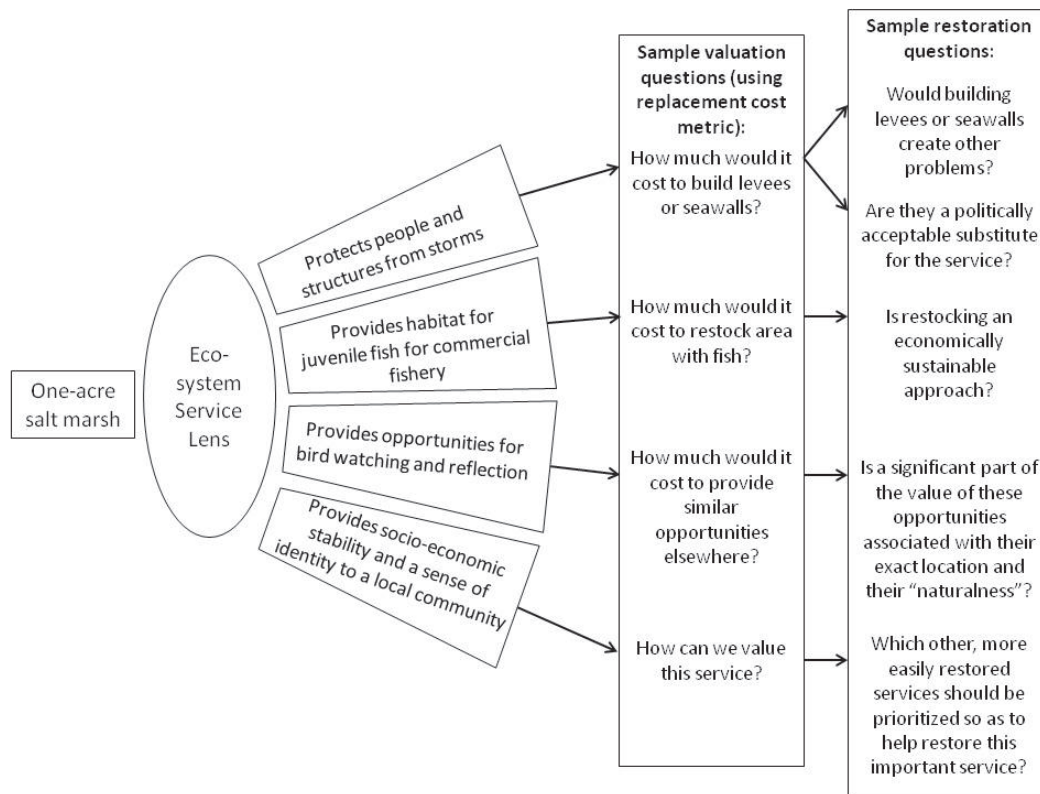 One-acre
salt marsh
Eco-
system
Service
Lens
Protects people and
structures from storms
Provides habitat for
juvenile fish for commercial
fishery
Provides opportunities for
bird watching and reflection
Provides socio-economic
stability and a sense of
identity to a local community
Sample valuation
questions (using
replacement cost
metric):
How much would it
cost to build levees
or seawalls?
How much would it
cost to restock area
with fish?
How much would it
cost to provide
similar
opportunities
elsewhere?
How can we value
this service?
Sample restoration
questions:
Would building
levees or seawalls
create other
problems?
Are they a politically
acceptable substitute
for the service?
Is restocking an
economically
sustainable
approach?
Is a significant part of
the value of these
opportunities
associated with their
exact location and
their “naturalness”?
Which other, more
easily restored
services should be
prioritized so as to
help restore this
important service?